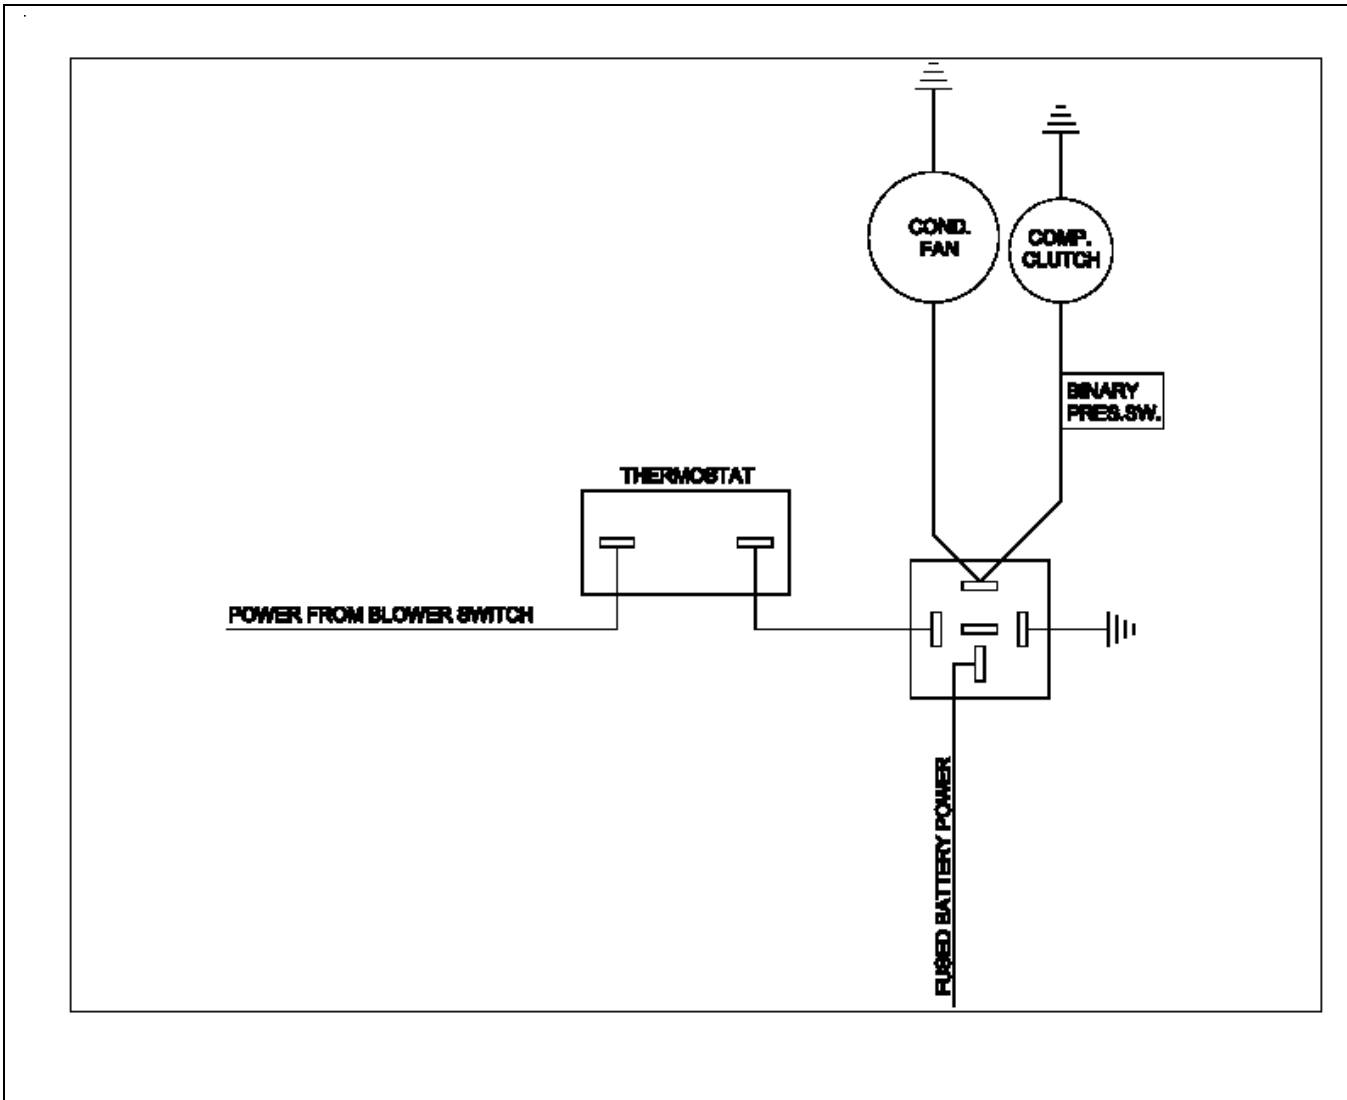 COND.
FAN
COMP.
CLUTCH
BINARY
PRES.SW.
THERMOSTAT
POWER FROM BLOWER SWITCH
FUSED BATTERY POWER